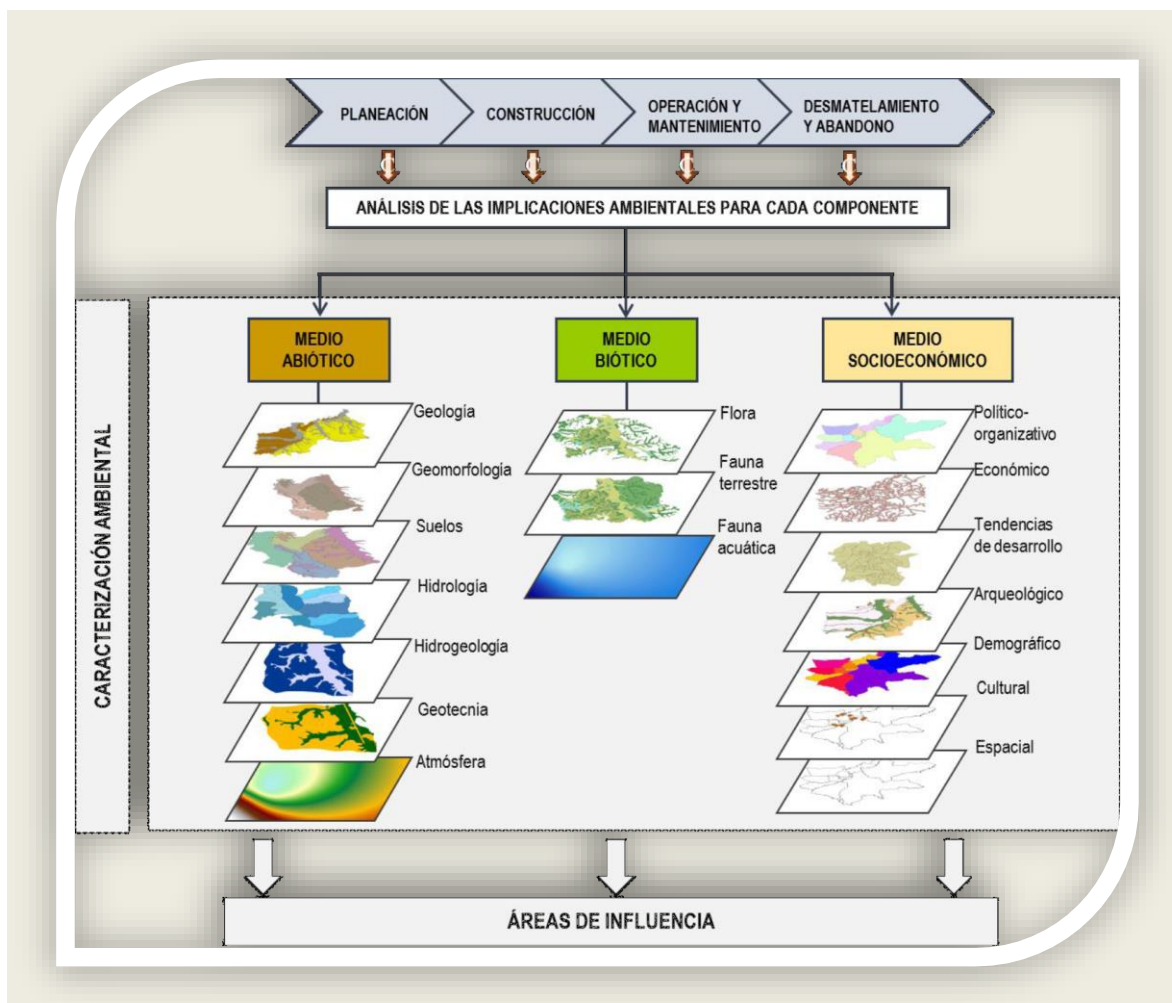 PLANEACIÓN
CONSTRUCCIÓN
OPERACIÓN Y
MANTENIMIENTO
DESMATELAMIENTO
Y ABANDONO
ANÁLISIS DE LAS IMPLICACIONES AMBIENTALES PARA CADA COMPONENTE
CARACTERIZACIÓN AMBIENTAL
MEDIO
ABIÓTICO
Geología
Geomorfología
Suelos
Hidrología
Hidrogeología
Geotecnia
Atmósfera
MEDIO
BIÓTICO
Flora
Fauna
terrestre
Fauna
acuática
MEDIO
SOCIOECONÓMICO
Político-
organizativo
Económico
Tendencias
de desarrollo
Arqueológico
Demográfico
Cultural
Espacial
ÁREAS DE INFLUENCIA